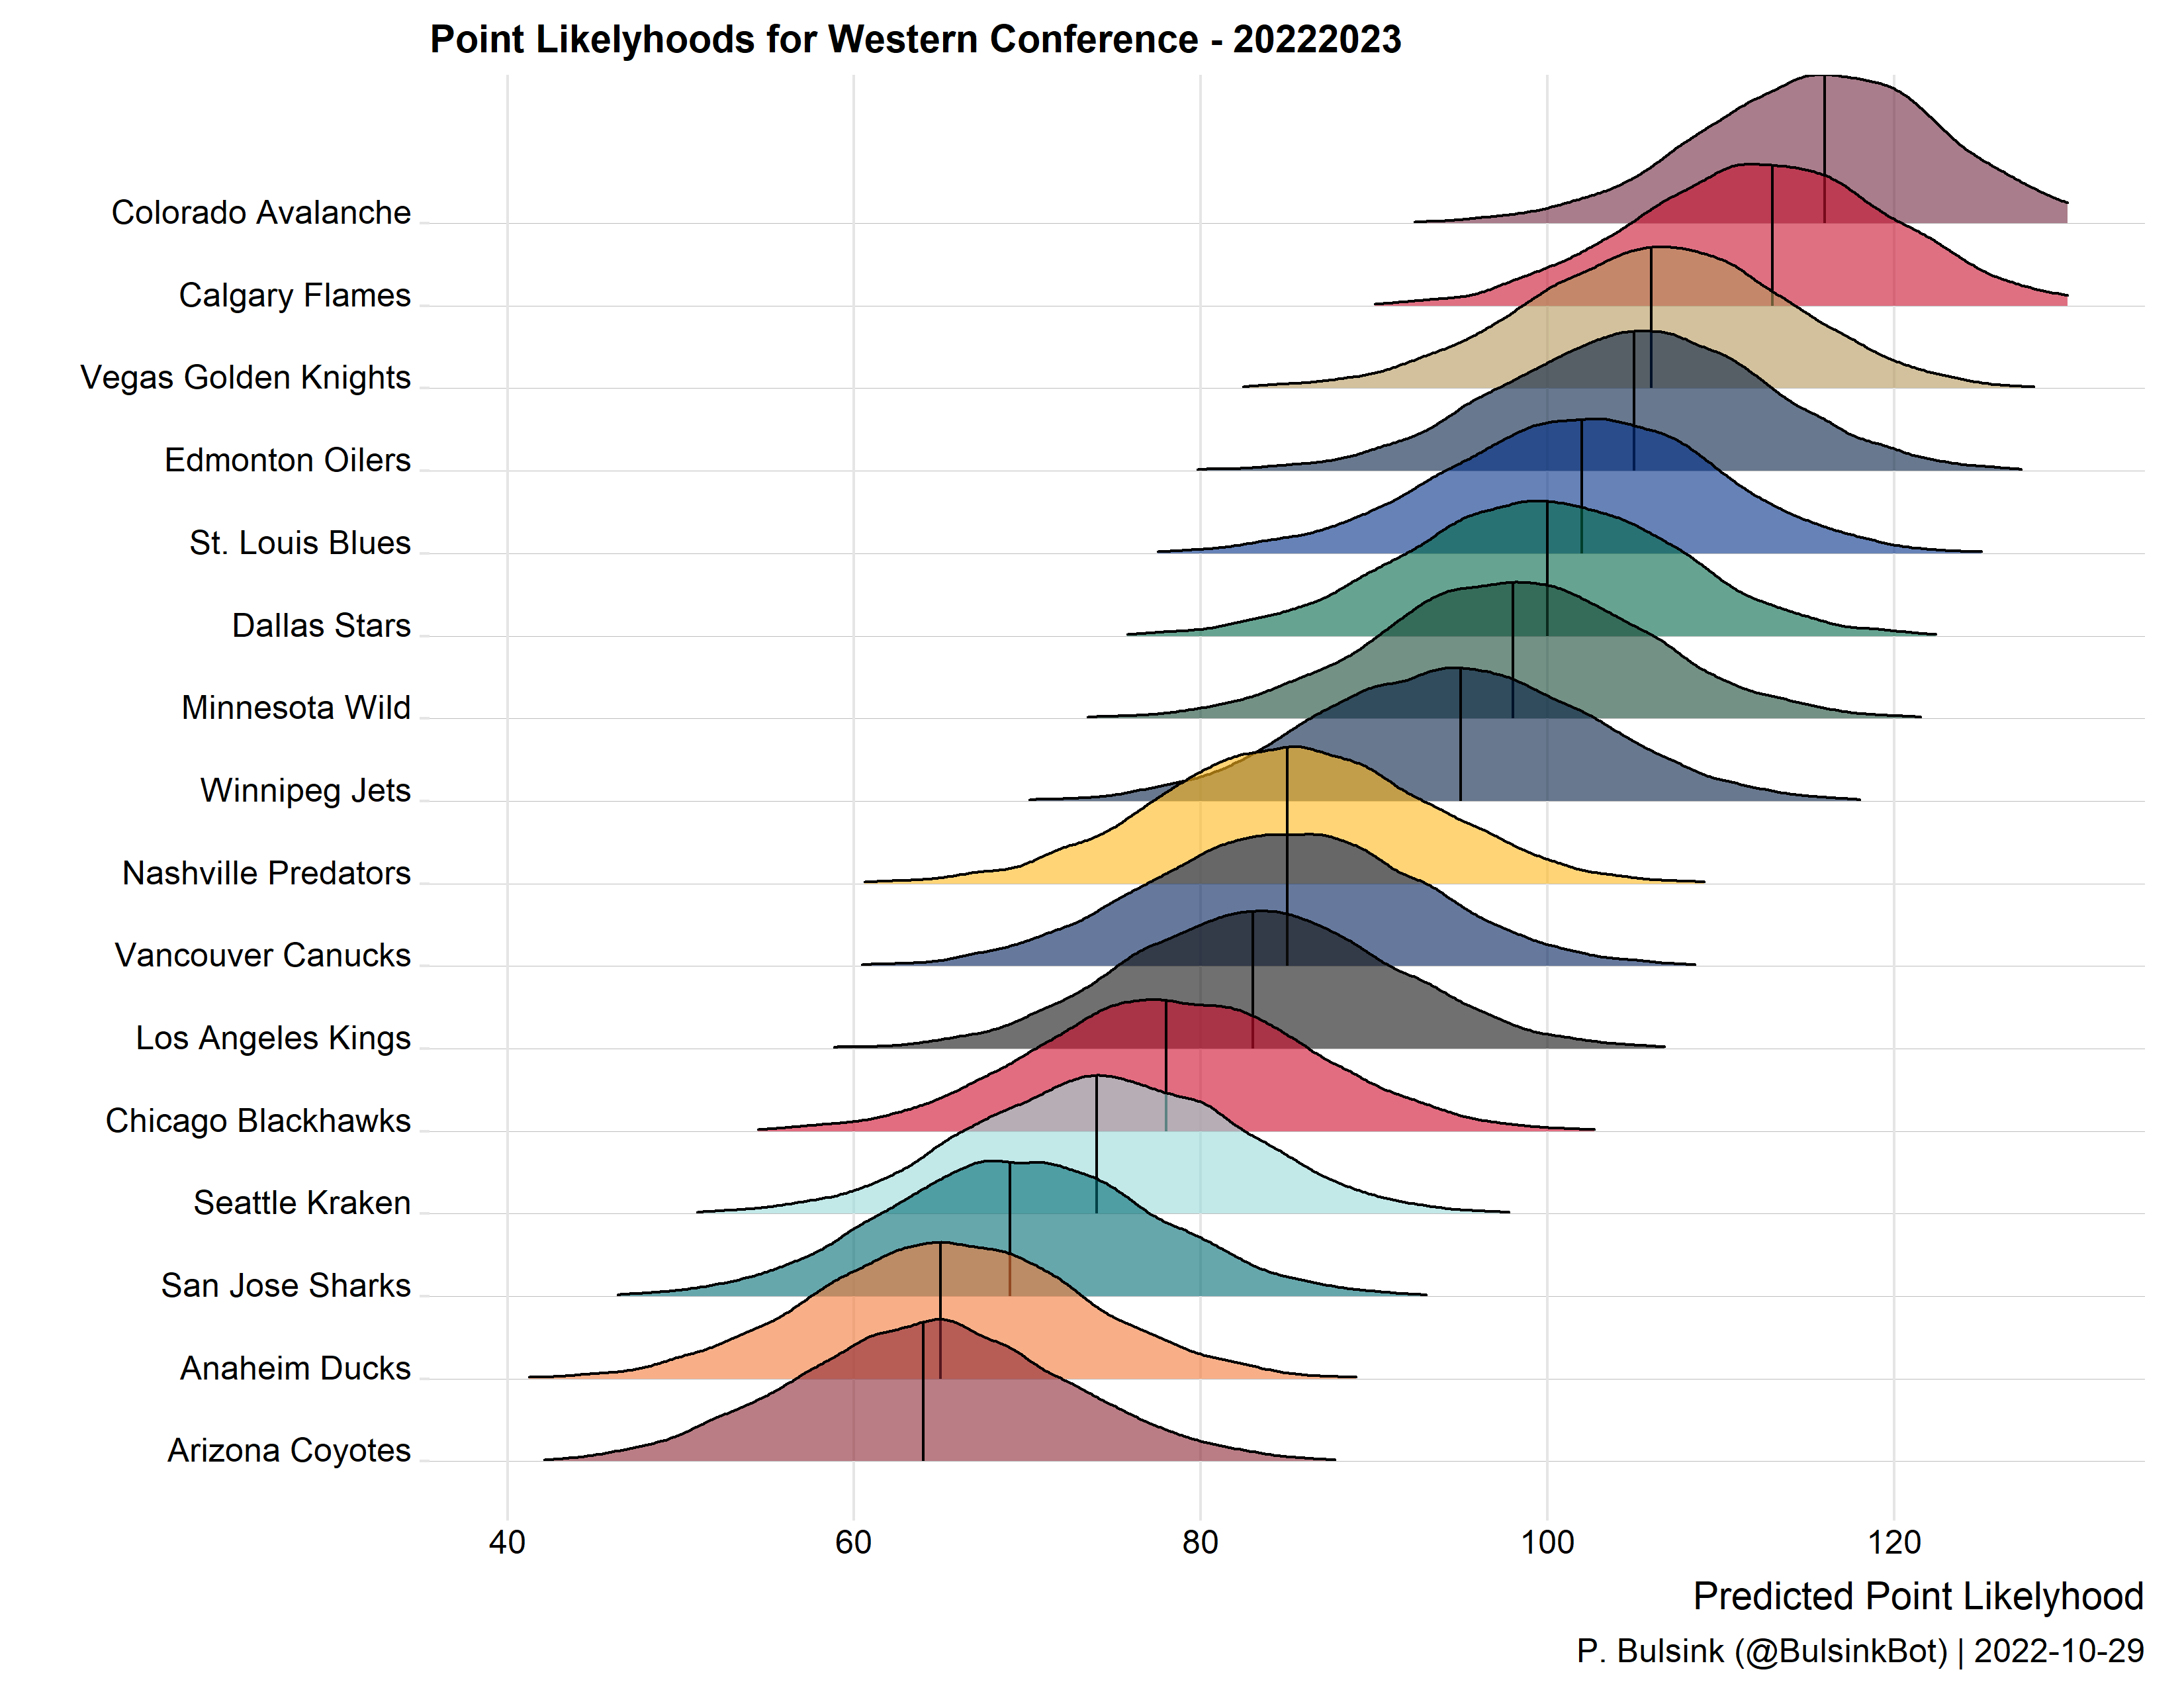 Point Likelyhoods for Western Conference - 20222023
Colorado Avalanche
Calgary Flames
Vegas Golden Knights
Edmonton Oilers
St. Louis Blues
Dallas Stars
Minnesota Wild
Winnipeg Jets
Nashville Predators
Vancouver Canucks
Los Angeles Kings
Chicago Blackhawks
Seattle Kraken
San Jose Sharks
Anaheim Ducks
Arizona Coyotes
40 60 80 100 120
Predicted Point Likelyhood
P. Bulsink (@BulsinkBot) | 2022-10-29